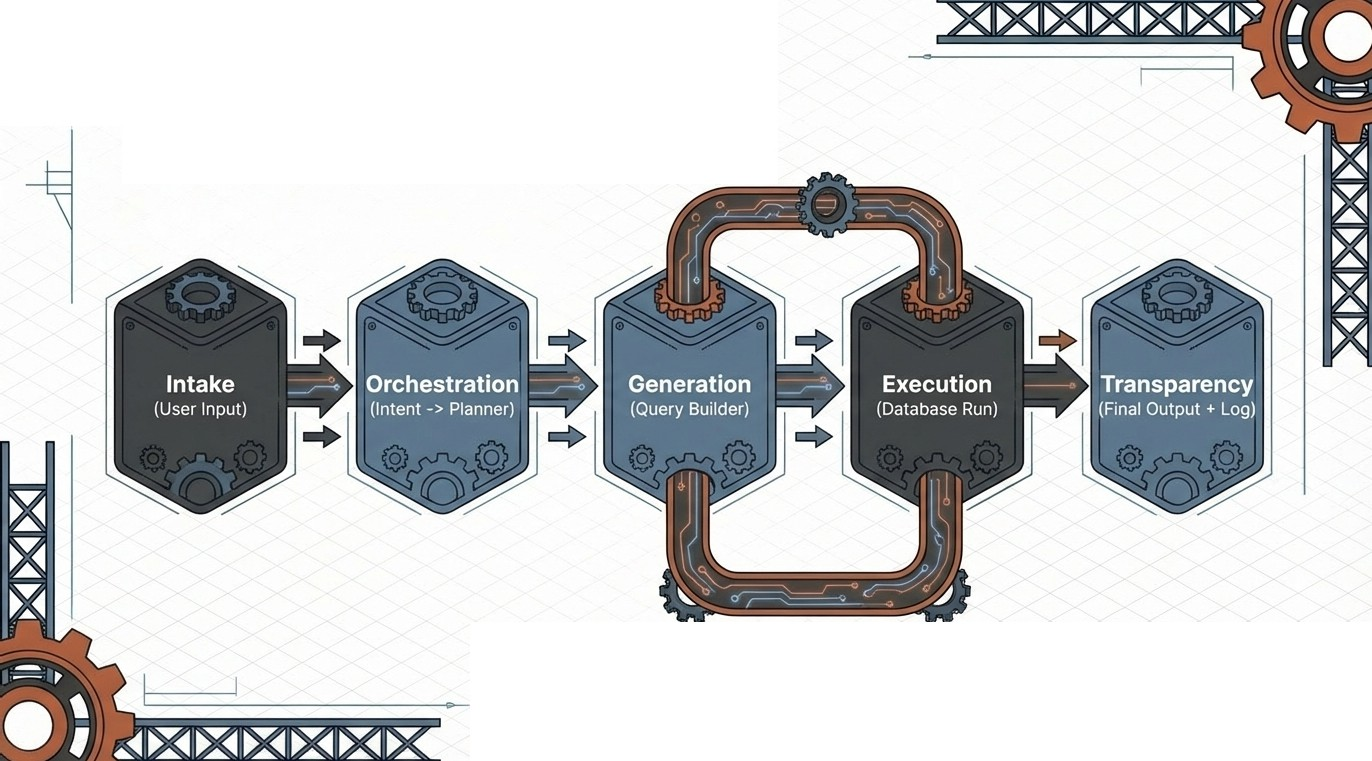 Intake
(User Input)
Orchestration
(Intent -> Planner)
Generation
(Query Builder)
Execution
(Database Run)
Transparency
(Final Output + Log)